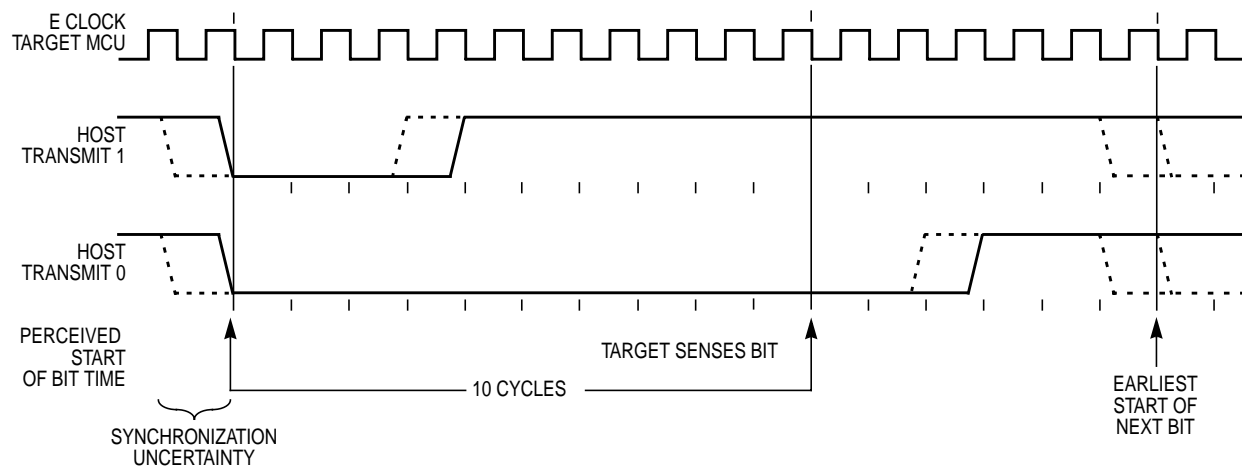 E CLOCK
TARGET MCU
HOST
TRANSMIT 1
HOST
TRANSMIT 0
PERCEIVED
START
OF BIT TIME
TARGET SENSES BIT
10 CYCLES
EARLIEST
START OF
NEXT BIT
SYNCHRONIZATION
UNCERTAINTY